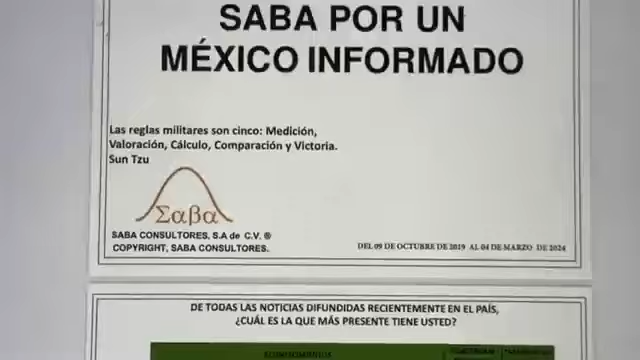 SABA POR UN
MÉXICO INFORMADO
Las reglas militares son cinco: Medición,
Valoración, Cálculo, Comparación y Victoria.
Sun Tzu
Σαβα
SABA CONSULTORES, S.A de C.V. ®
COPYRIGHT, SABA CONSULTORES.
DEL 09 DE OCTUBRE DE 2019 AL 04 DE MARZO DE 2024
DE TODAS LAS NOTICIAS DIFUNDIDAS RECIENTEMENTE EN EL PAÍS,
¿CUÁL ES LA QUE MÁS PRESENTE TIENE USTED?